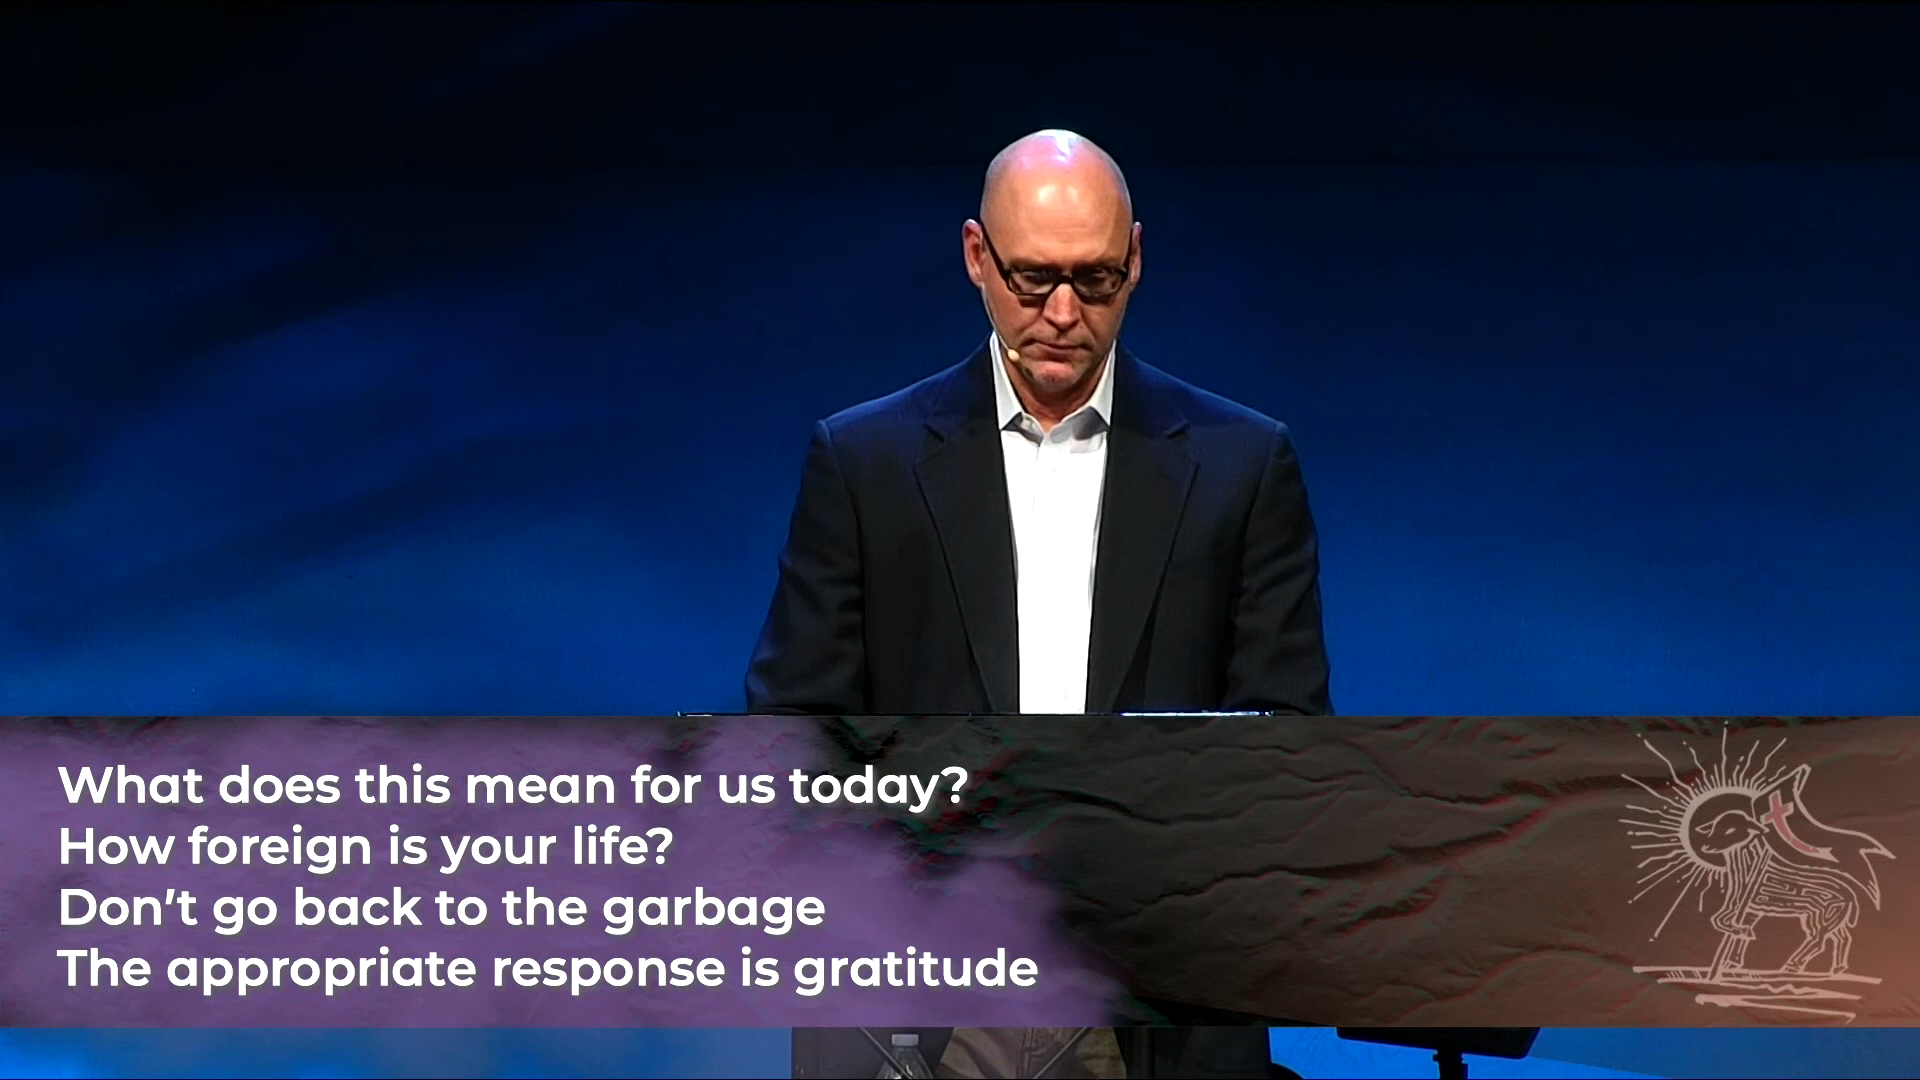 What does this mean for us today?
How foreign is your life?
Don't go back to the garbage
The appropriate response is gratitude